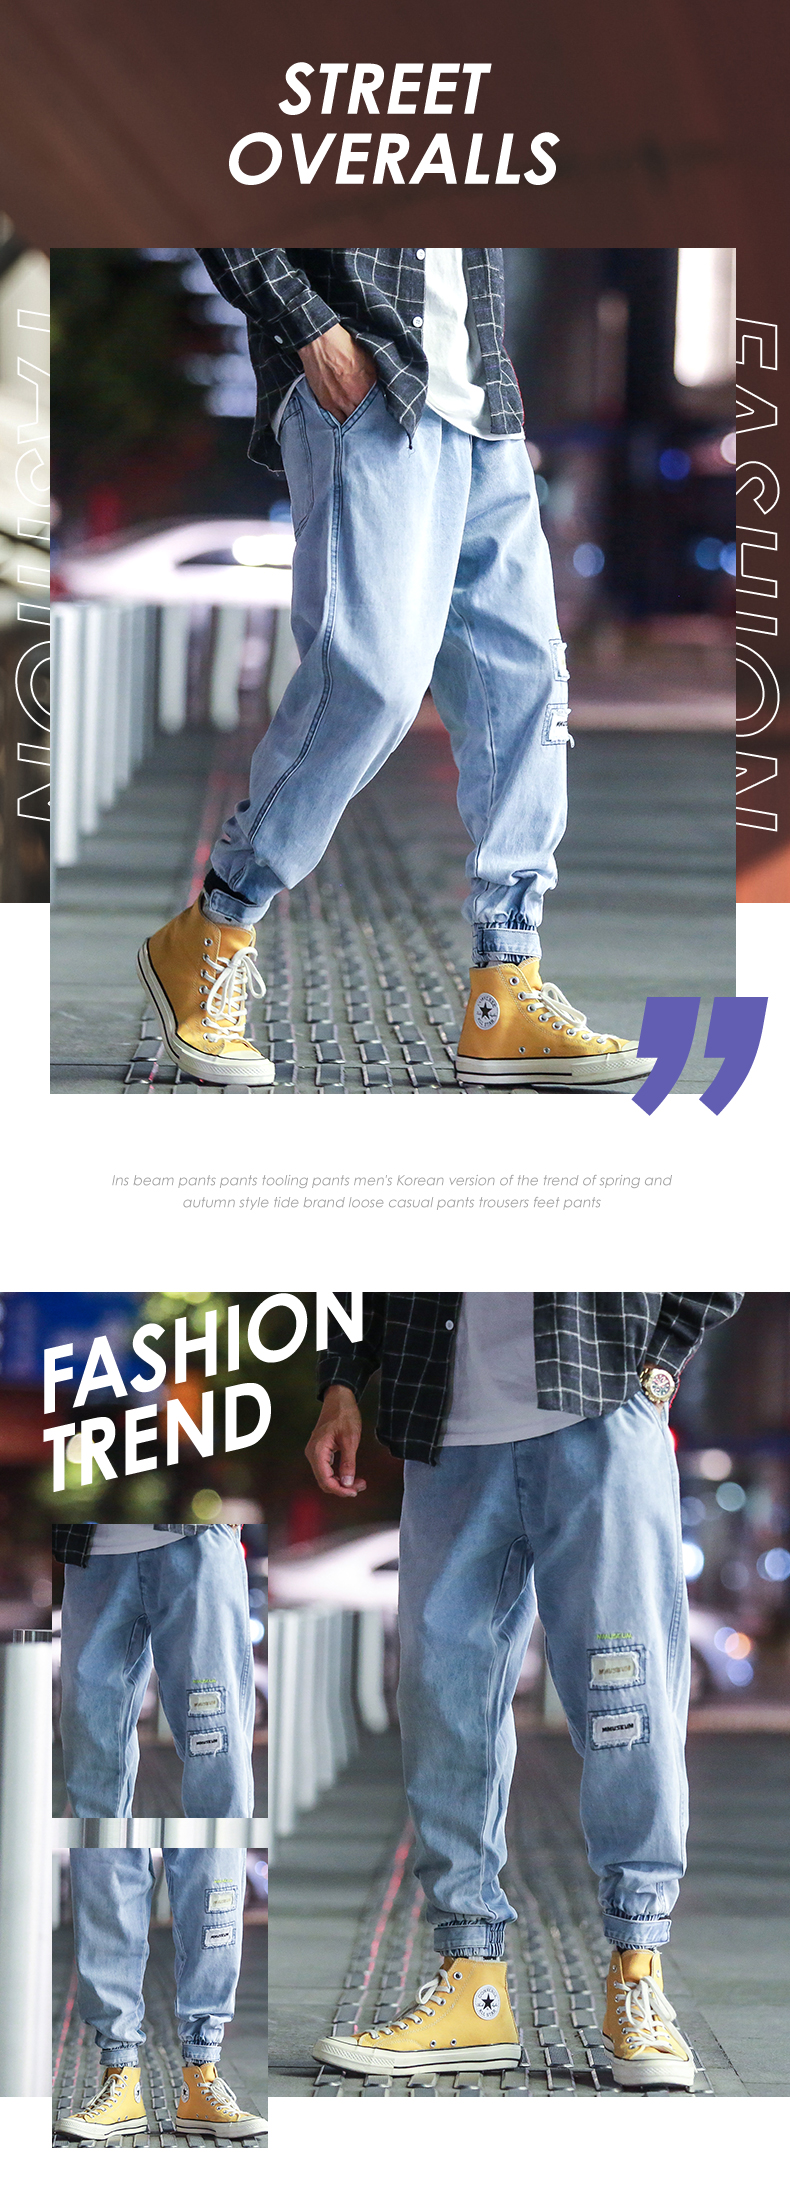 STREET
OVERALLS
FASHION
FASHION
Ins beam pants pants tooling pants men's Korean version of the trend of spring and
autumn style tide brand loose casual pants trousers feet pants
FASHION
TREND